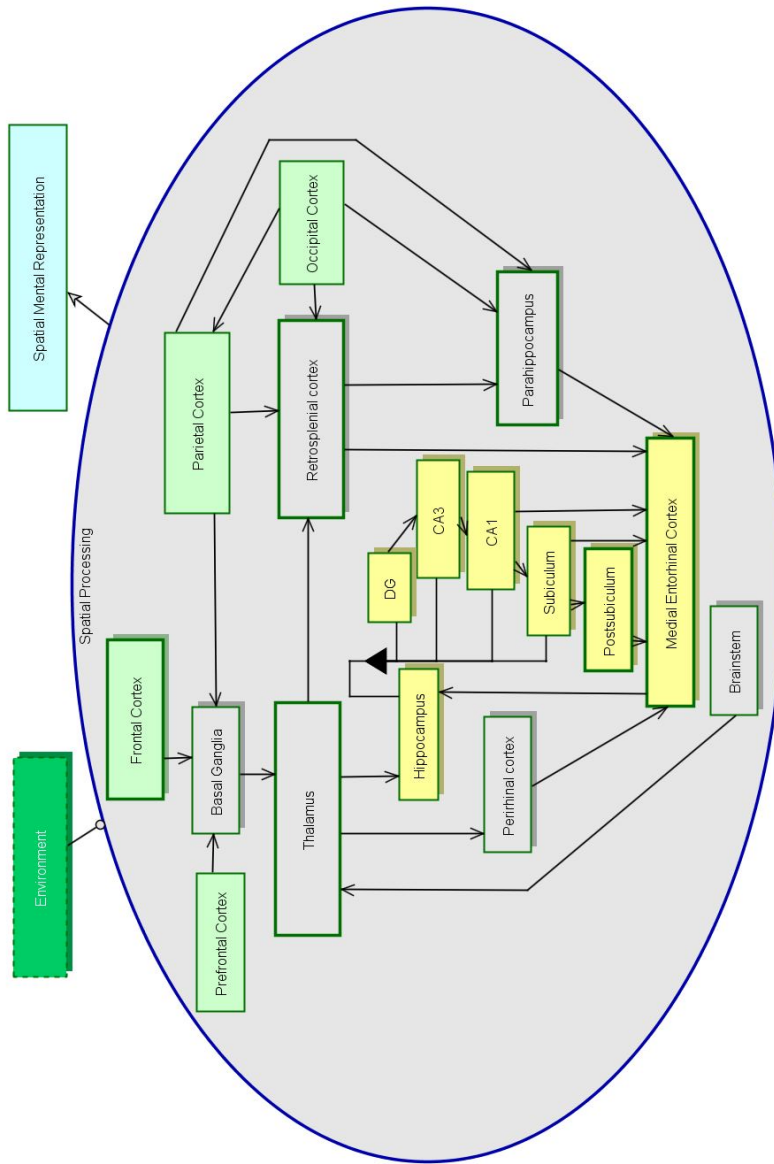 Environment
Spatial Mental Representation
Spatial Processing
Frontal Cortex
Prefrontal Cortex
Basal Ganglia
Parietal Cortex
Occipital Cortex
Thalamus
Retrosplenial cortex
DG
CA3
Hippocampus
CA1
Perirhinal cortex
Parahippocampus
Subiculum
Postsubiculum
Medial Entorhinal Cortex
Brainstem